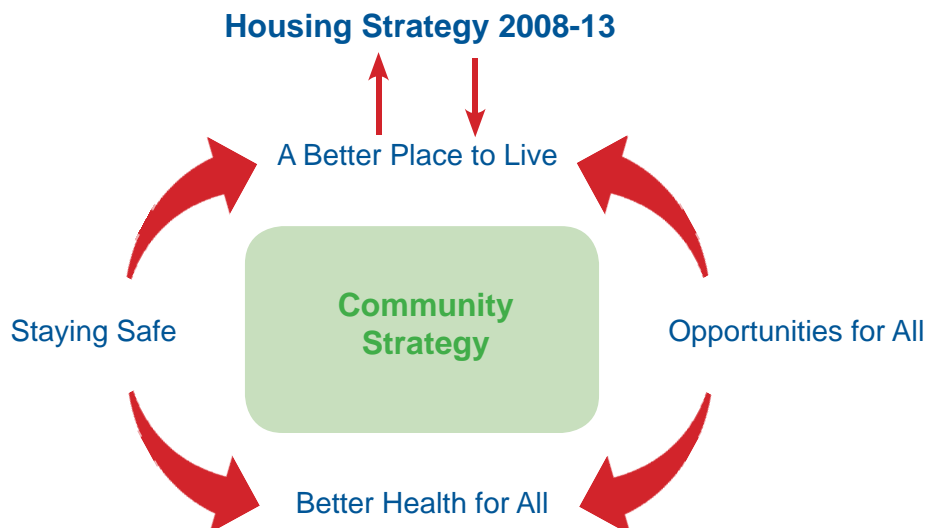 Housing Strategy 2008-13
A Better Place to Live
Community
Strategy
Staying Safe
Opportunities for All
Better Health for All